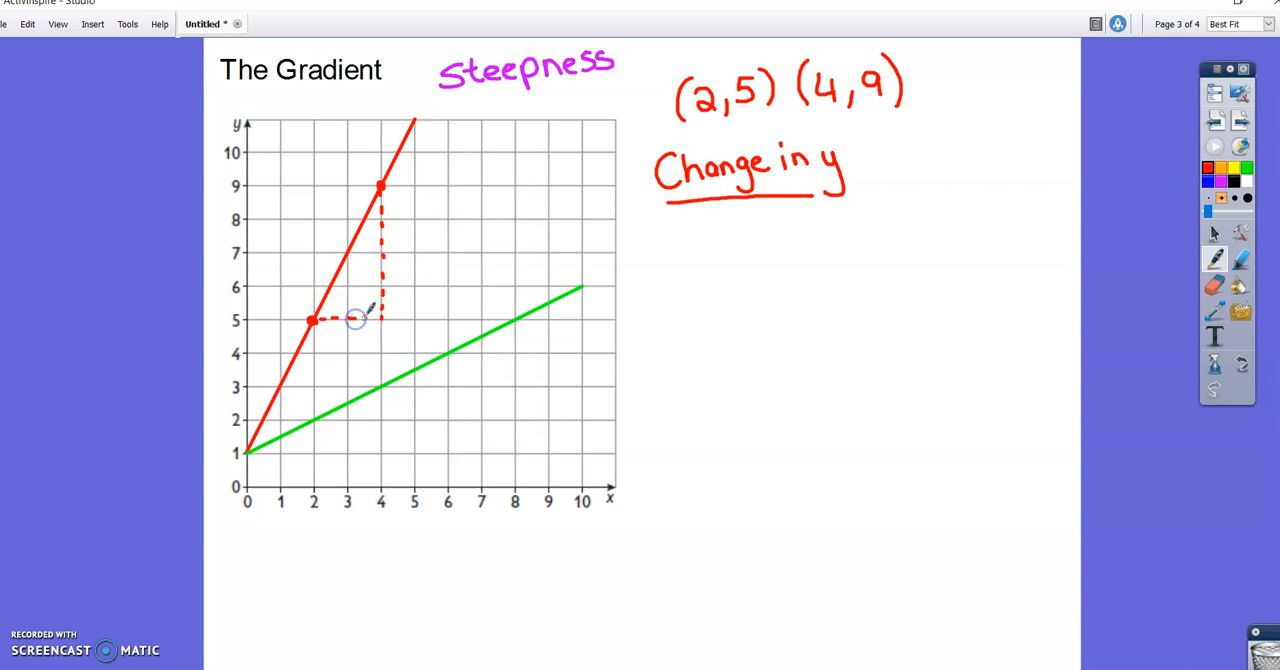 ActivInspire - Studio
le Edit View Insert Tools Help Untitled * Page 3 of 4 Best Fit
The Gradient
steepness
(2,5) (4,9)
Change in y
y
10
9
8
7
6
5
4
3
2
1
0
0 1 2 3 4 5 6 7 8 9 10 x
T
RECORDED WITH
SCREENCAST MATIC